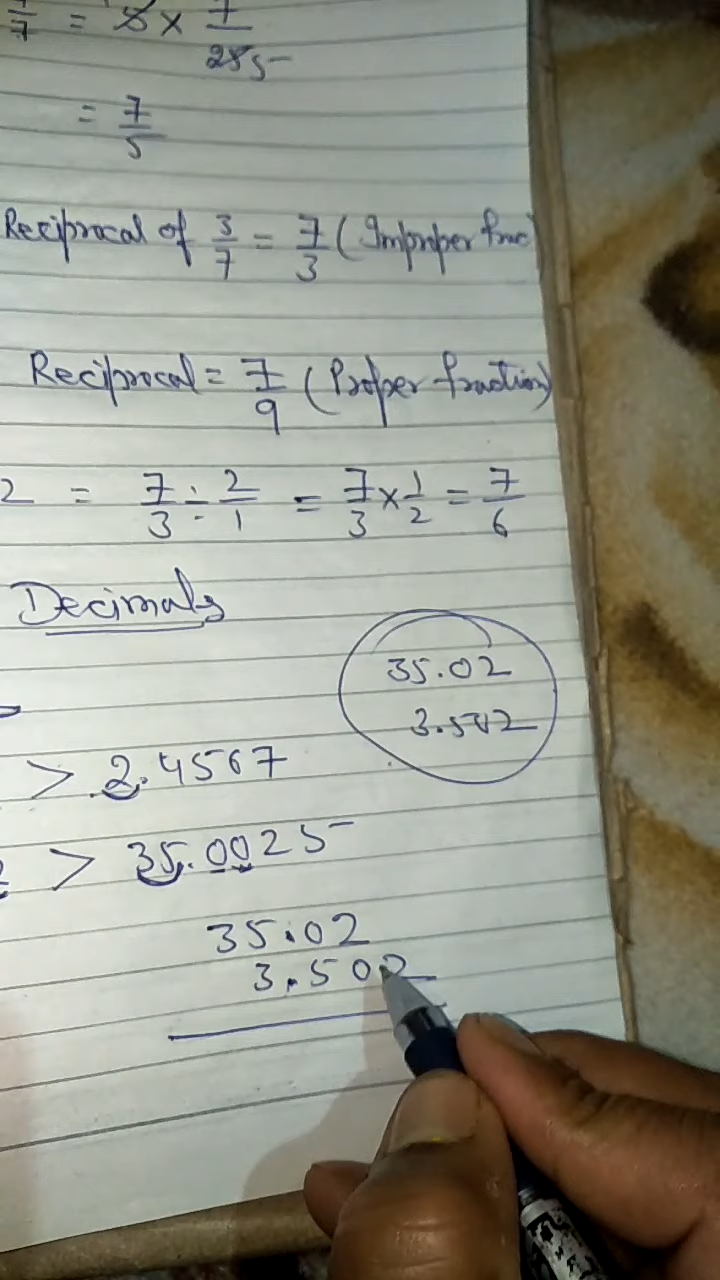 7 = 8 × 7/285
= 7/5
Reciprocal of 3/7 = 7/3 (Improper frac
Reciprocal = 7/9 (Proper fraction)
2 = 7/3 ÷ 2/1 = 7/3 × 1/2 = 7/6
Decimals
35.02
3.502
> 2.4567
> 35.0025
35.02
3.502